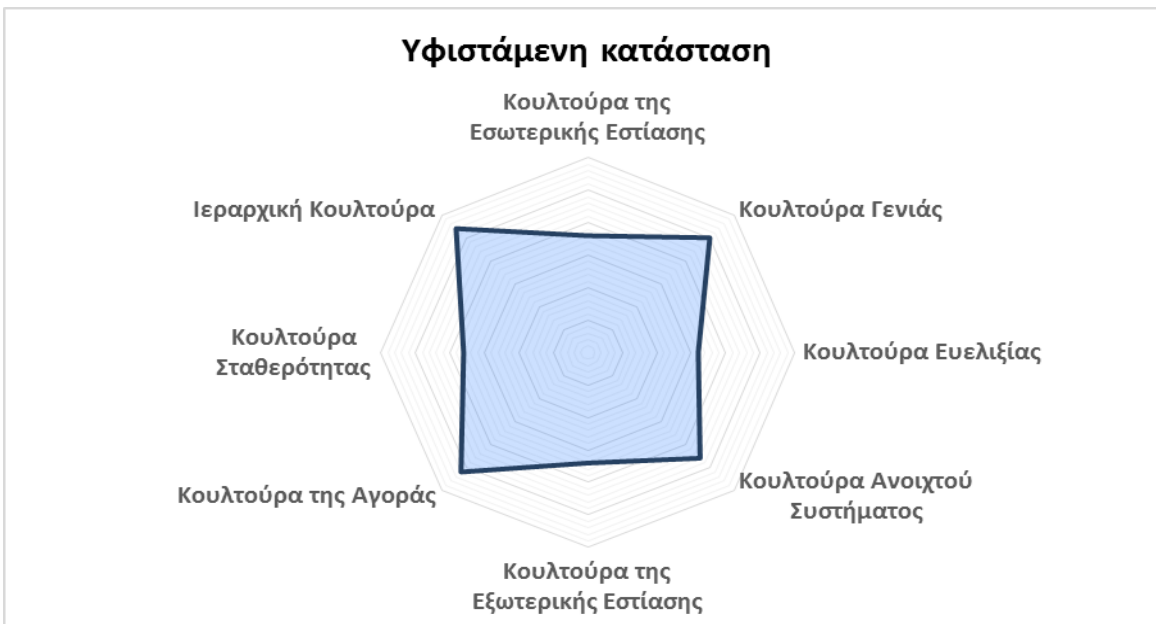 Υφιστάμενη κατάσταση
Κουλτούρα της
Εσωτερικής Εστίασης
Κουλτούρα Γενιάς
Κουλτούρα Ευελιξίας
Κουλτούρα Ανοιχτού
Συστήματος
Κουλτούρα της
Εξωτερικής Εστίασης
Κουλτούρα της Αγοράς
Κουλτούρα
Σταθερότητας
Ιεραρχική Κουλτούρα